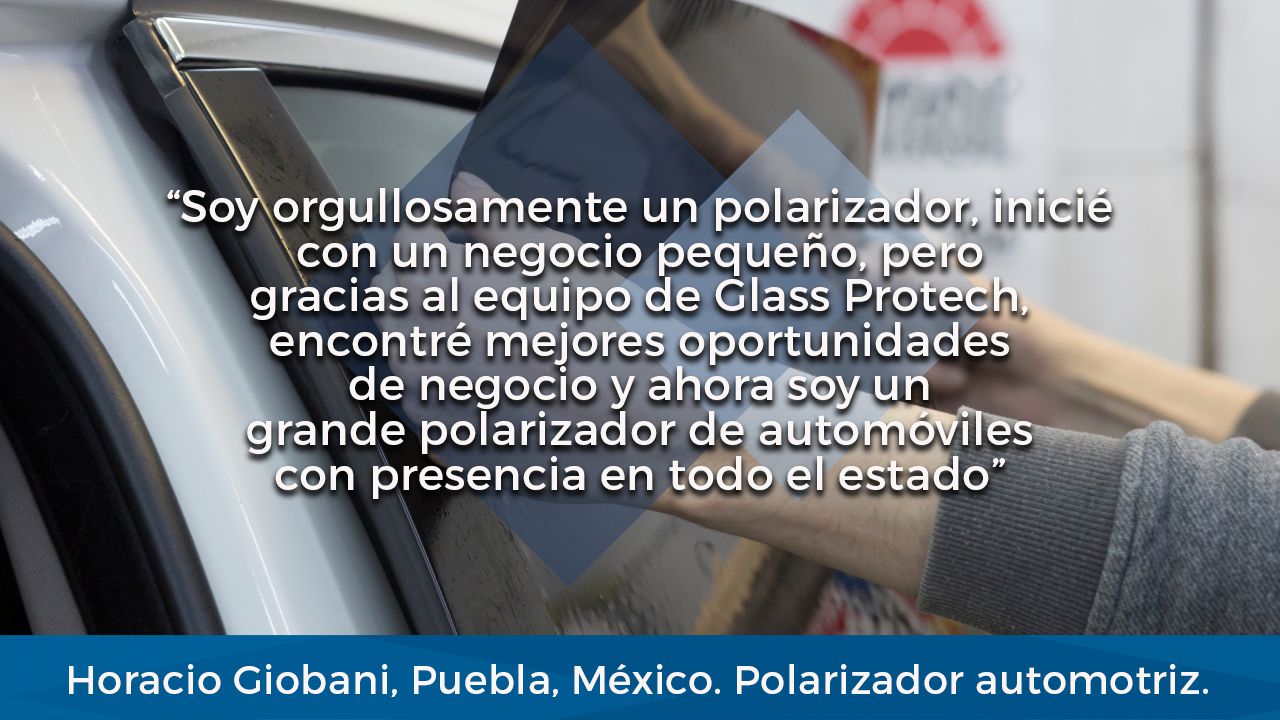 “Soy orgullosamente un polarizador, inicié
con un negocio pequeño, pero
gracias al equipo de Glass Protech,
encontré mejores oportunidades
de negocio y ahora soy un
grande polarizador de automóviles
con presencia en todo el estado”
Horacio Giobani, Puebla, México. Polarizador automotriz.